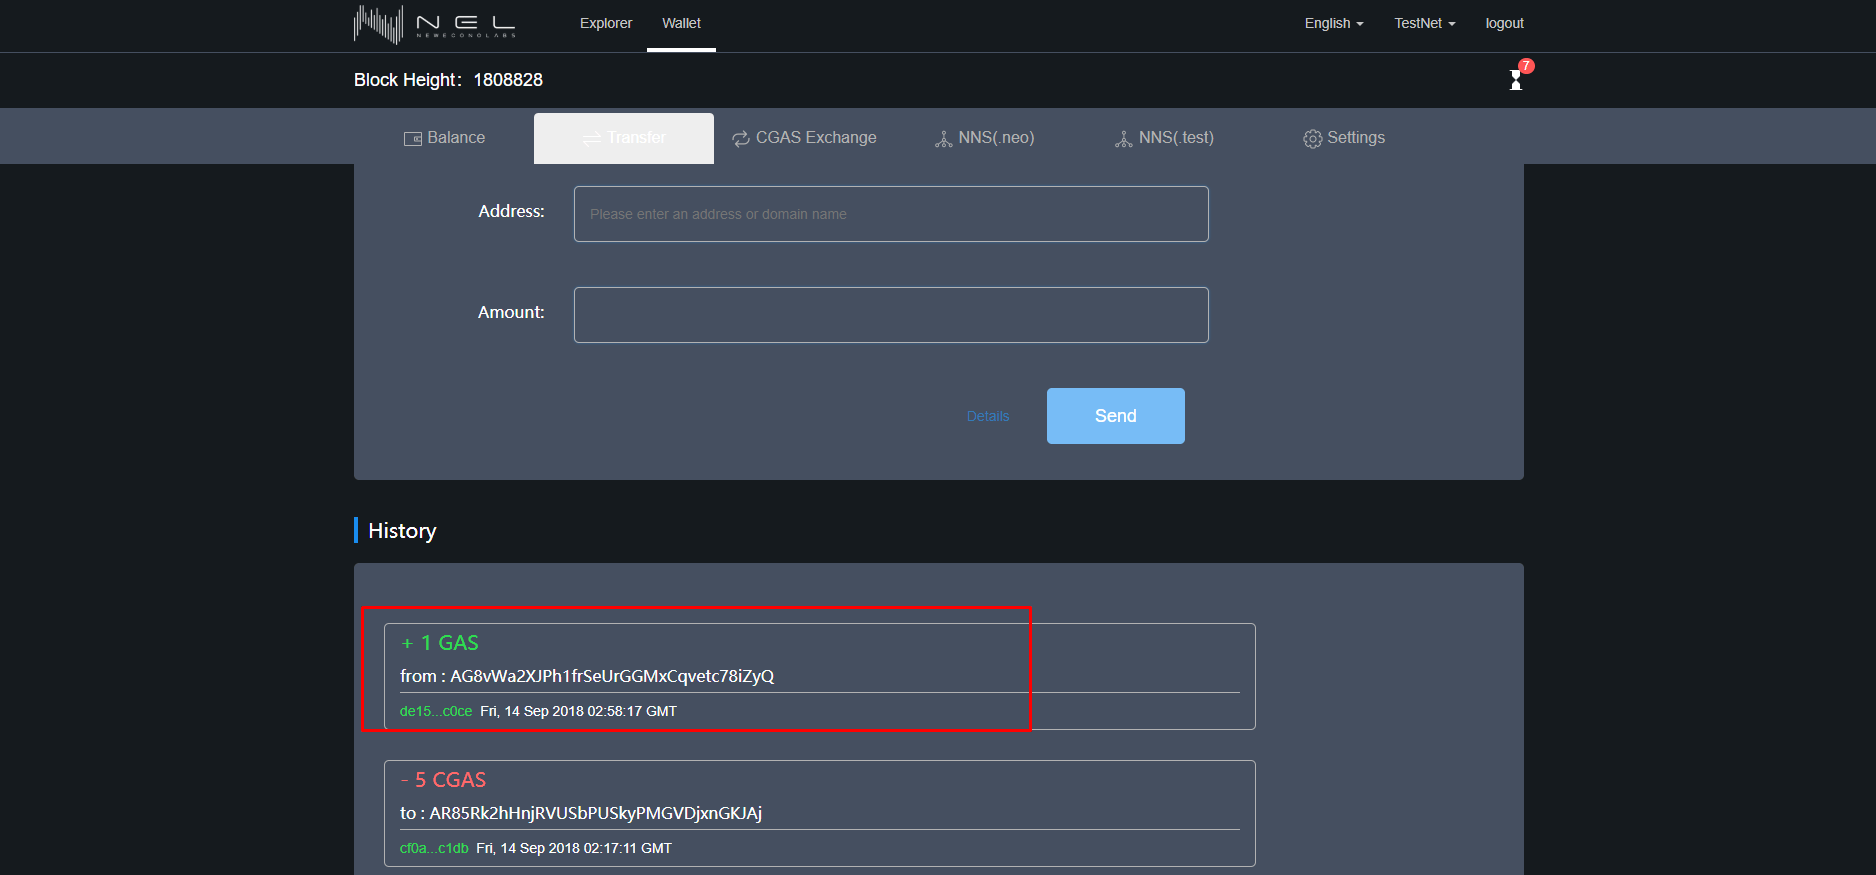 NEL
NEWECONOLABS
Explorer
Wallet
English
TestNet
logout
Block Height: 1808828
7
Balance
Transfer
CGAS Exchange
NNS(.neo)
NNS(.test)
Settings
Address:
Please enter an address or domain name
Amount:
Details
Send
History
+ 1 GAS
from : AG8vWa2XJPh1frSeUrGGMxCqvetc78iZyQ
de15...c0ce Fri, 14 Sep 2018 02:58:17 GMT
- 5 CGAS
to : AR85Rk2hHnjRVUSbPUSkyPMGVDjxnGKJAj
cf0a...c1db Fri, 14 Sep 2018 02:17:11 GMT